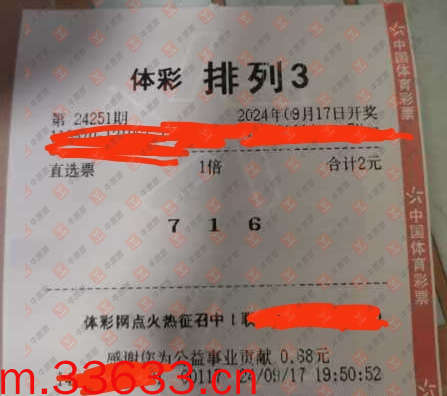 体彩 排列3
第 24251期 2024年09月17日开奖
直选票 1倍 合计2元
7 1 6
体彩网点火热征召中！联
感谢您为公益事业贡献 0.68元
00117 24/09/17 19:50:52
m.33633.cn
中国体育彩票
中国体育彩票